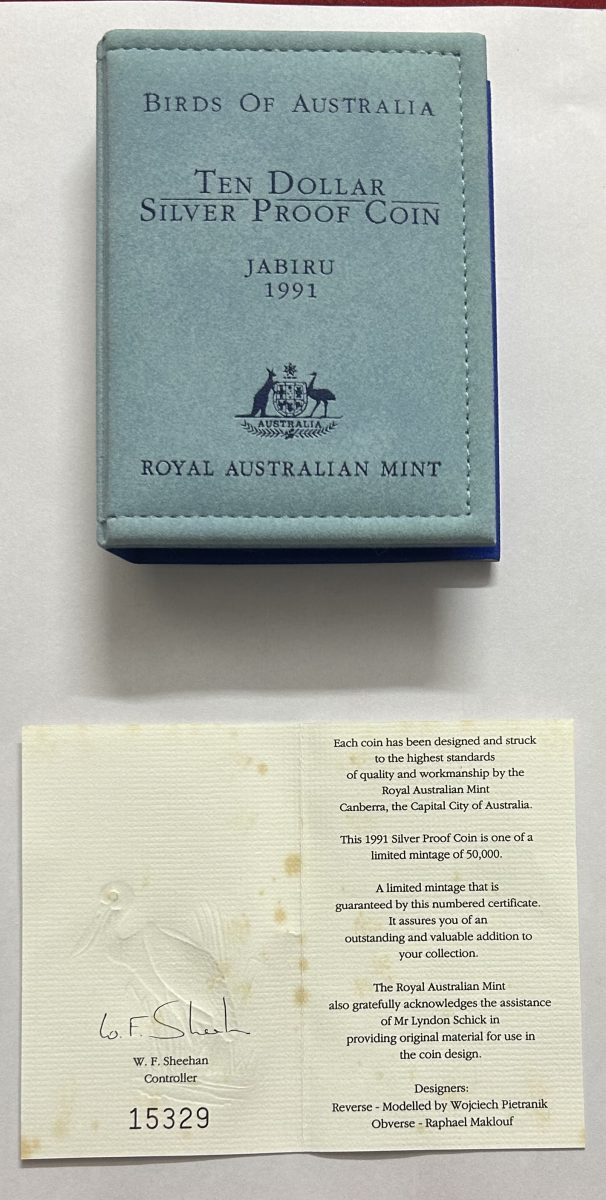 BIRDS OF AUSTRALIA
TEN DOLLAR
SILVER PROOF COIN
JABIRU
1991
AUSTRALIA
ROYAL AUSTRALIAN MINT
W. F. Sheehan
W. F. Sheehan
Controller
15329
Each coin has been designed and struck
to the highest standards
of quality and workmanship by the
Royal Australian Mint
Canberra, the Capital City of Australia.
This 1991 Silver Proof Coin is one of a
limited mintage of 50,000.
A limited mintage that is
guaranteed by this numbered certificate.
It assures you of an
outstanding and valuable addition to
your collection.
The Royal Australian Mint
also gratefully acknowledges the assistance
of Mr Lyndon Schick in
providing original material for use in
the coin design.
Designers:
Reverse - Modelled by Wojciech Pietranik
Obverse - Raphael Maklouf